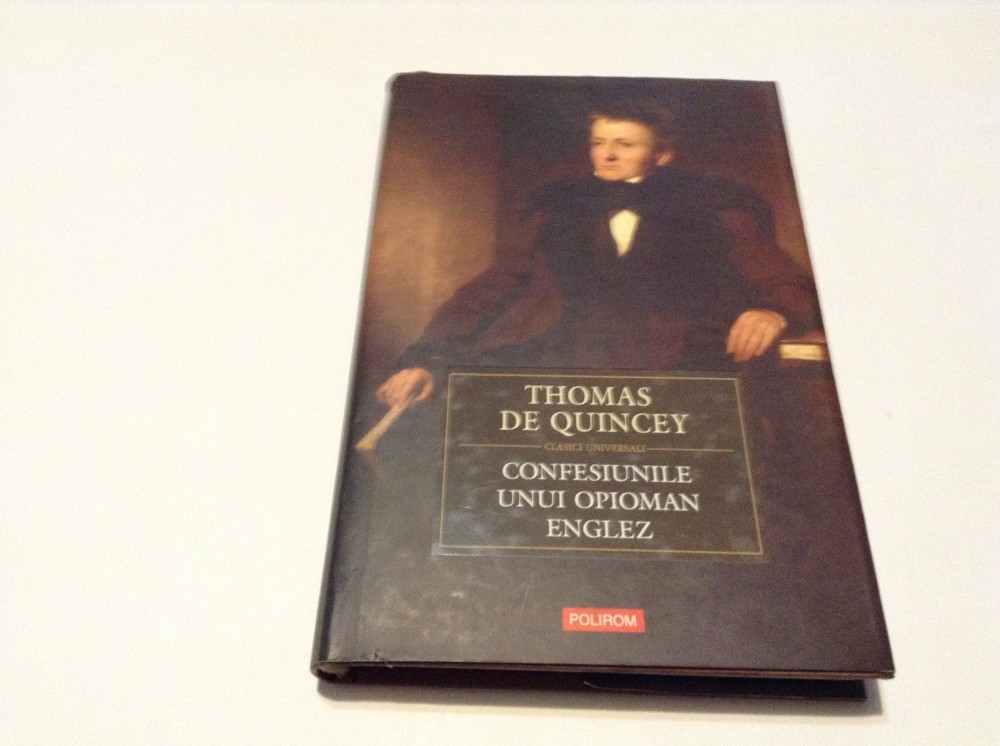 THOMAS
DE QUINCEY
CLASICI UNIVERSALI
CONFESIUNILE
UNUI OPIOMAN
ENGLEZ
POLIROM